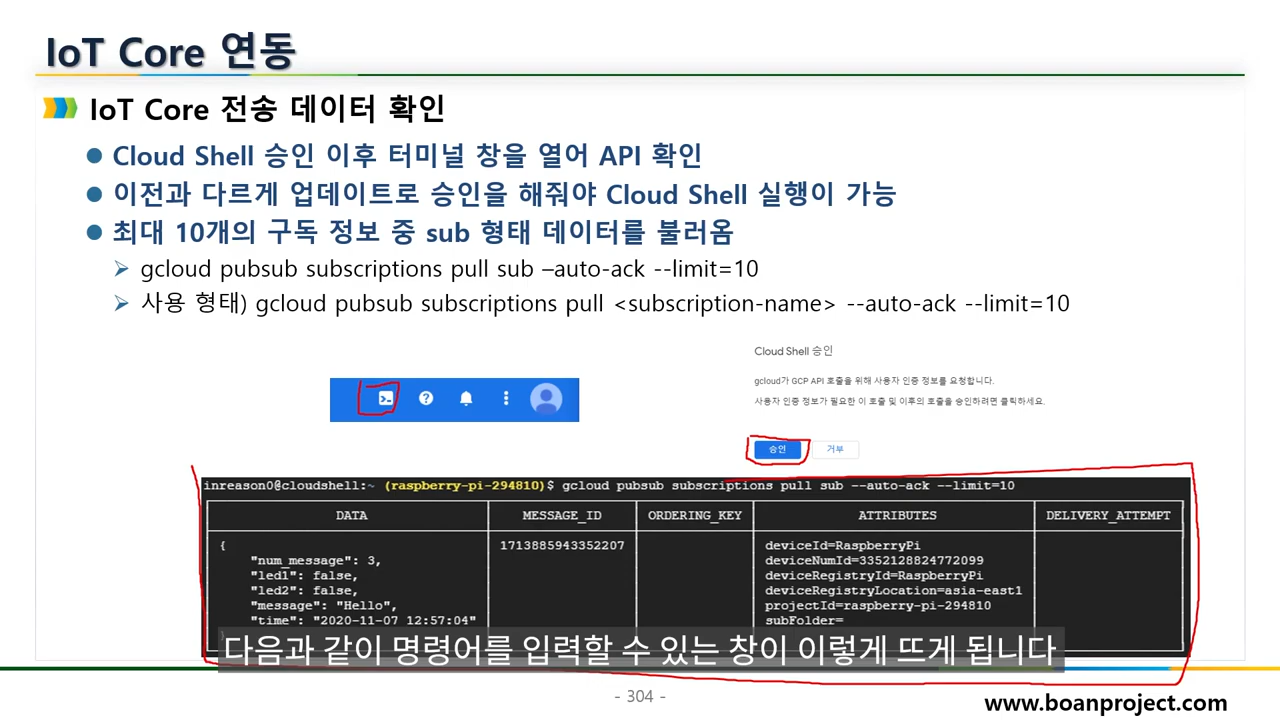 IoT Core 연동
IoT Core 전송 데이터 확인
Cloud Shell 승인 이후 터미널 창을 열어 API 확인
이전과 다르게 업데이트로 승인을 해줘야 Cloud Shell 실행이 가능
최대 10개의 구독 정보 중 sub 형태 데이터를 불러옴
gcloud pubsub subscriptions pull sub –auto-ack --limit=10
사용 형태) gcloud pubsub subscriptions pull <subscription-name> --auto-ack --limit=10
Cloud Shell 승인
gcloud가 GCP API 호출을 위해 사용자 인증 정보를 요청합니다.
사용자 인증 정보가 필요한 이 호출 및 이후의 호출을 승인하려면 클릭하세요.
승인 거부
inreason0@cloudshell:~ (raspberry-pi-294810)$ gcloud pubsub subscriptions pull sub --auto-ack --limit=10
DATA MESSAGE_ID ORDERING_KEY ATTRIBUTES DELIVERY_ATTEMPT
{ 1713885943352207 deviceId=RaspberryPi
"num_message": 3, deviceNumId=3352128824772099
"led1": false, deviceRegistryId=RaspberryPi
"led2": false, deviceRegistryLocation=asia-east1
"message": "Hello", projectId=raspberry-pi-294810
"time": "2020-11-07 12:57:04" subFolder=
다음과 같이 명령어를 입력할 수 있는 창이 이렇게 뜨게 됩니다
- 304 -
www.boanproject.com